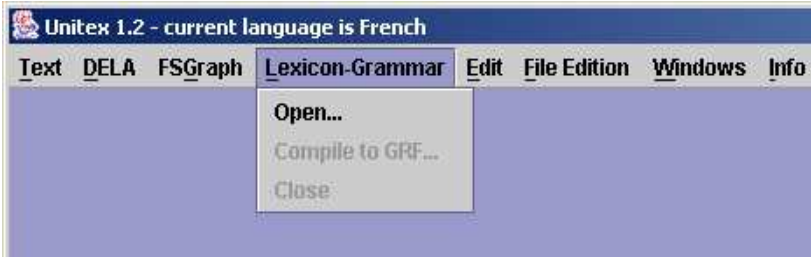 Unitex 1.2 - current language is French
Text DELA FSGraph Lexicon-Grammar Edit File Edition Windows Info
Open...
Compile to GRF...
Close